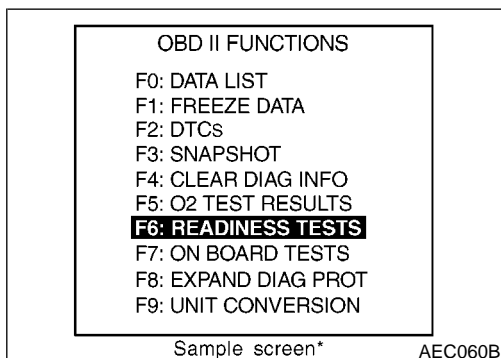 OBD II FUNCTIONS
F0: DATA LIST
F1: FREEZE DATA
F2: DTCs
F3: SNAPSHOT
F4: CLEAR DIAG INFO
F5: O2 TEST RESULTS
F6: READINESS TESTS
F7: ON BOARD TESTS
F8: EXPAND DIAG PROT
F9: UNIT CONVERSION
Sample screen*
AEC060B